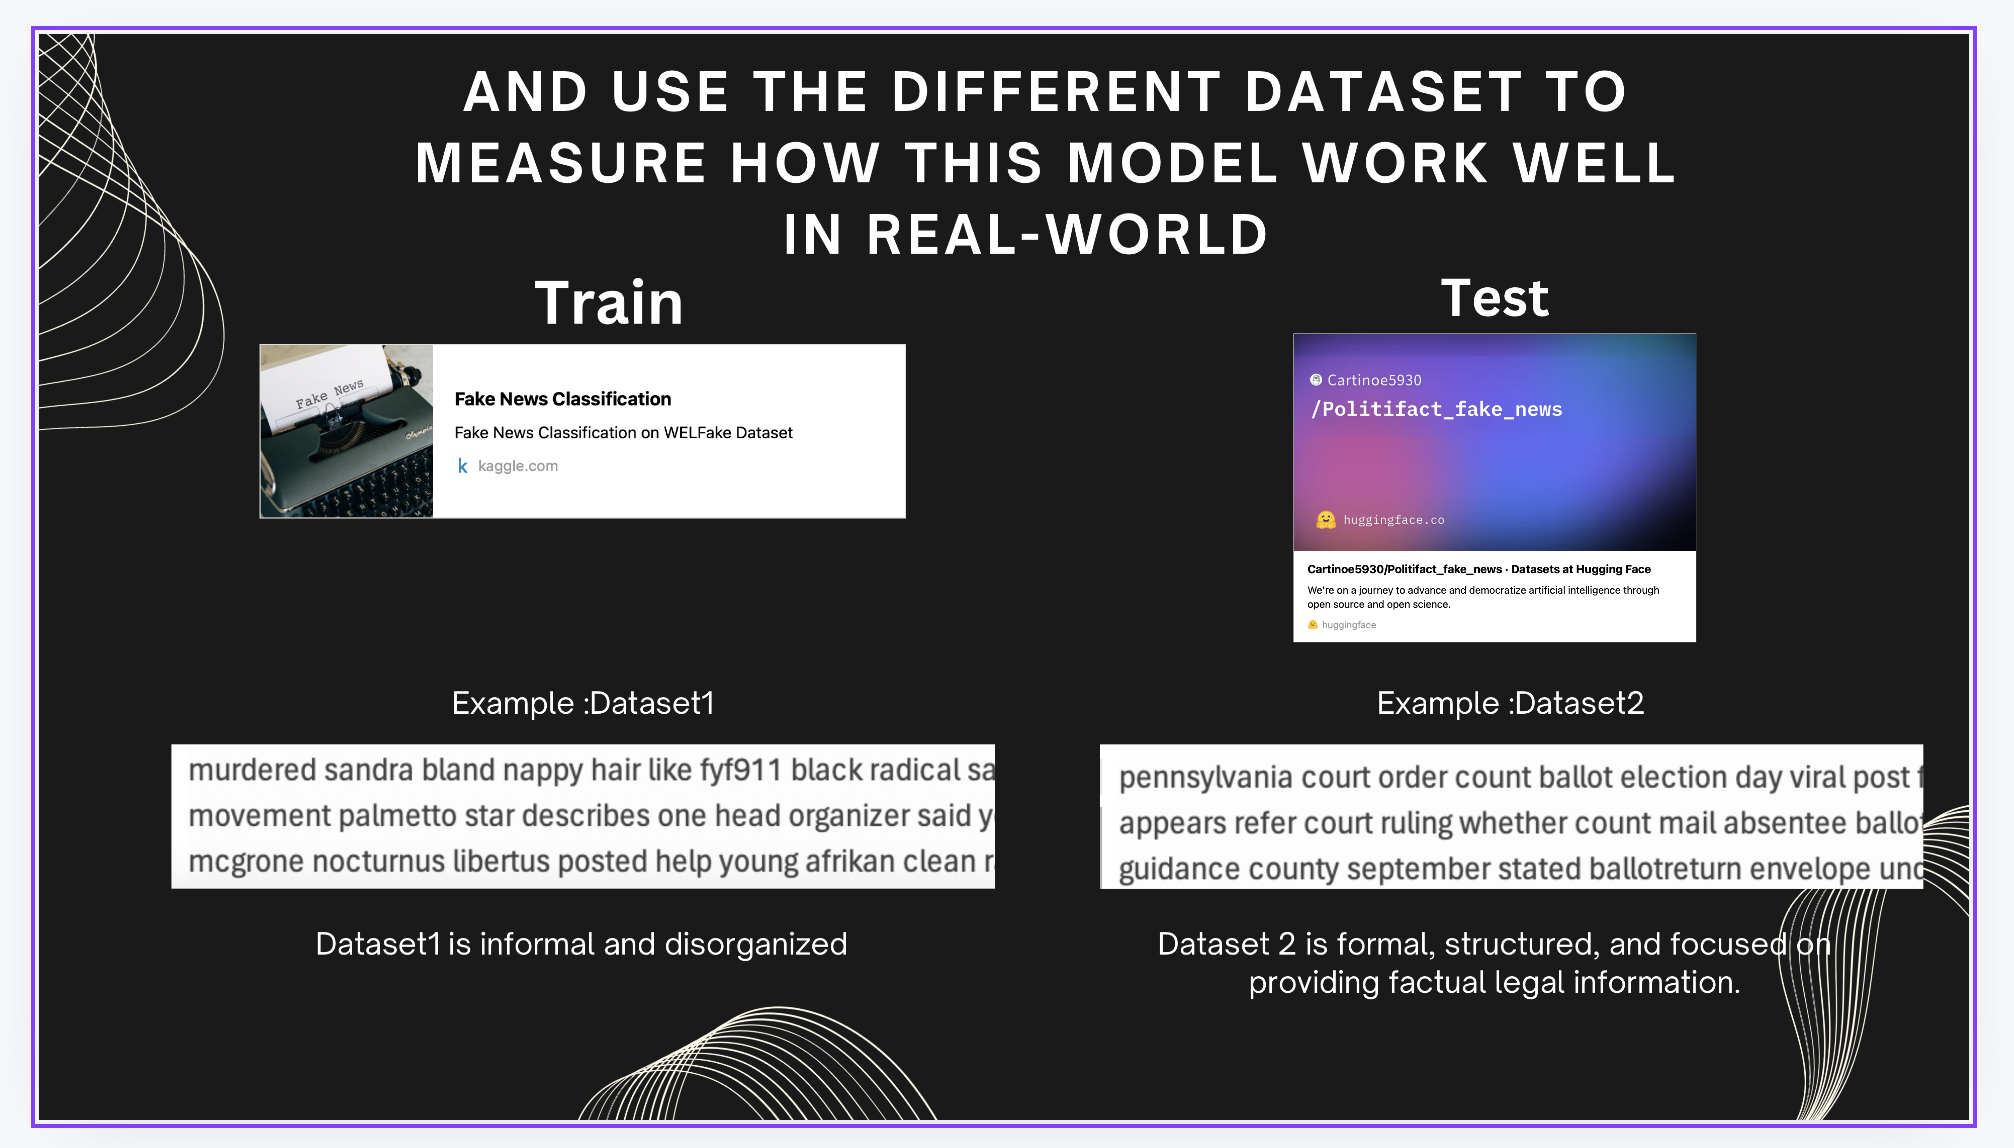 AND USE THE DIFFERENT DATASET TO
MEASURE HOW THIS MODEL WORK WELL
IN REAL-WORLD
Train
Fake News
Fake News Classification
Fake News Classification on WELFake Dataset
k kaggle.com
Test
Cartinoe5930
/Politifact_fake_news
huggingface.co
Cartinoe5930/Politifact_fake_news · Datasets at Hugging Face
We're on a journey to advance and democratize artificial intelligence through
open source and open science.
huggingface
Example :Dataset1
murdered sandra bland nappy hair like fyf911 black radical sa
movement palmetto star describes one head organizer said y
mcgrone nocturnus libertus posted help young afrikan clean r
Dataset1 is informal and disorganized
Example :Dataset2
pennsylvania court order count ballot election day viral post f
appears refer court ruling whether count mail absentee ballot
guidance county september stated ballotreturn envelope und
Dataset 2 is formal, structured, and focused on
providing factual legal information.